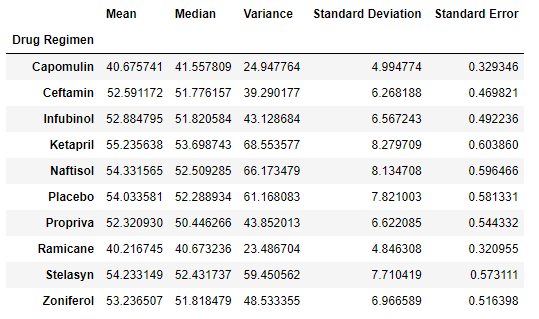 Mean Median Variance Standard Deviation Standard Error
Drug Regimen
Capomulin 40.675741 41.557809 24.947764 4.994774 0.329346
Ceftamin 52.591172 51.776157 39.290177 6.268188 0.469821
Infubinol 52.884795 51.820584 43.128684 6.567243 0.492236
Ketapril 55.235638 53.698743 68.553577 8.279709 0.603860
Naftisol 54.331565 52.509285 66.173479 8.134708 0.596466
Placebo 54.033581 52.288934 61.168083 7.821003 0.581331
Propriva 52.320930 50.446266 43.852013 6.622085 0.544332
Ramicane 40.216745 40.673236 23.486704 4.846308 0.320955
Stelasyn 54.233149 52.431737 59.450562 7.710419 0.573111
Zoniferol 53.236507 51.818479 48.533355 6.966589 0.516398